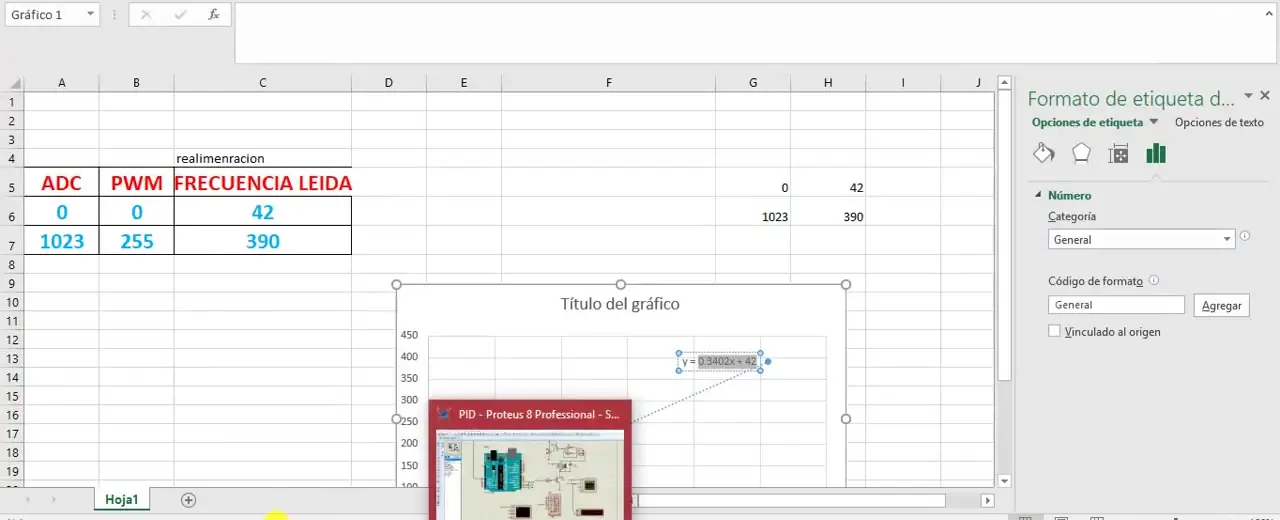 Gráfico 1
fx
A B C D E F G H I J
1
2
3
4 realimenracion
Formato de etiqueta d...
Opciones de etiqueta Opciones de texto
5 ADC PWM FRECUENCIA LEIDA 0 42
6 0 0 42 1023 390
7 1023 255 390
8
9
10
11
12
13
14
15
16
17
18
19
Número
Categoría
General
Código de formato
General Agregar
Vinculado al origen
Título del gráfico
450
400
350
300
250
200
150
100
y = 0.3402x + 42
PID - Proteus 8 Professional - S...
Hoja1